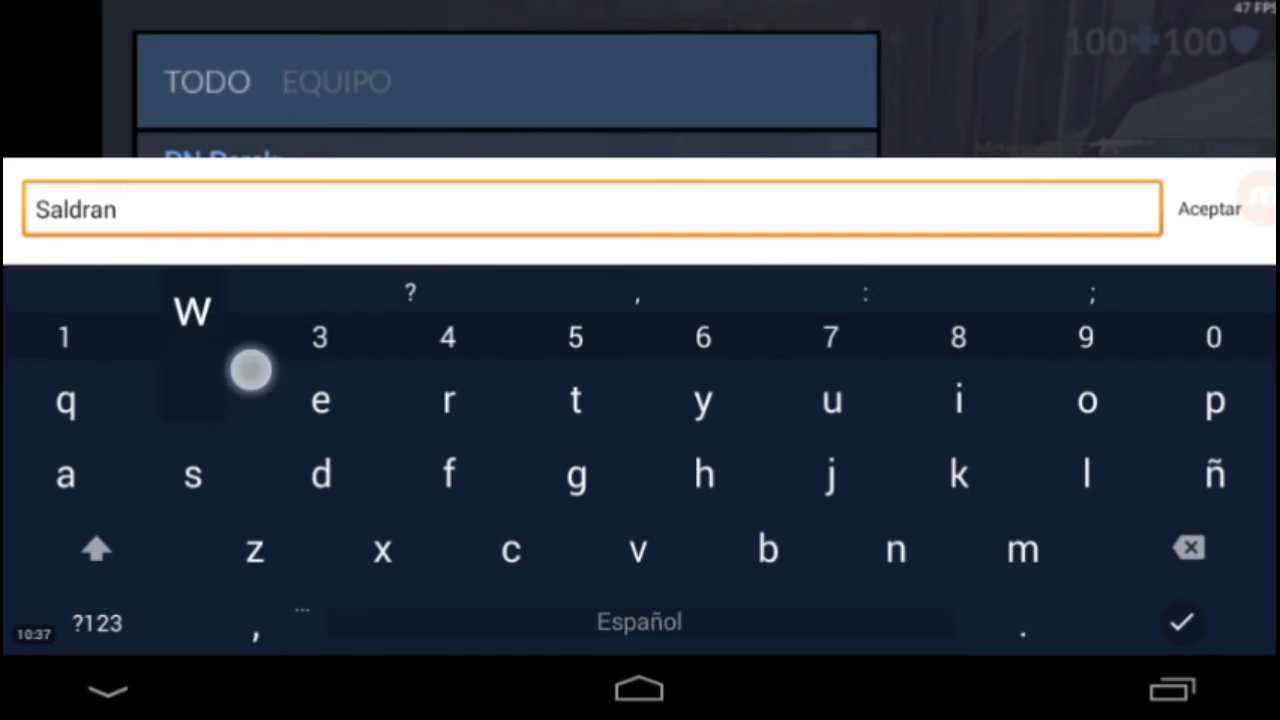 47 FPS
100 100
TODO EQUIPO
Saldran
Aceptar
W
? , : ;
1 3 4 5 6 7 8 9 0
q e r t y u i o p
a s d f g h j k l ñ
z x c v b n m
?123 , ... Español .
10:37